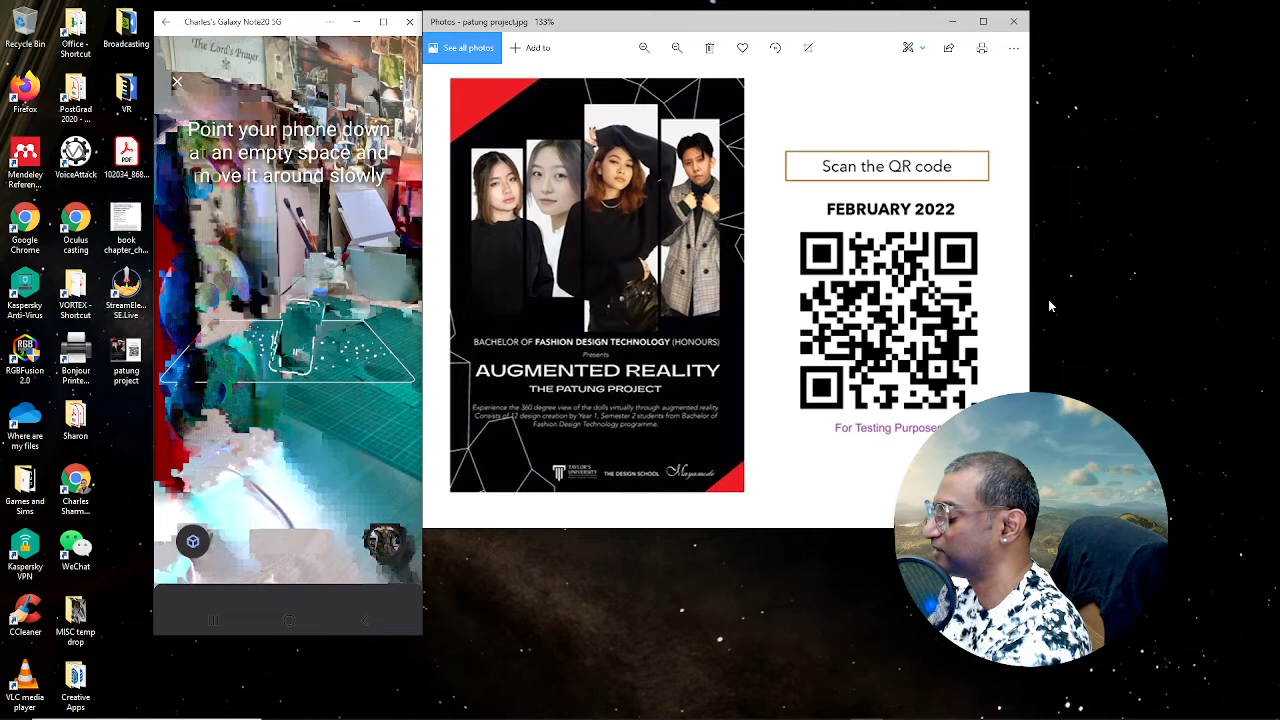 Recycle Bin
Office - Shortcut
Broadcasting
Firefox
PostGrad 2020 - ...
VR
Mendeley Referen...
VoiceAttack
102034_868...
Google Chrome
Oculus casting
book chapter_ch...
Kaspersky Anti-Virus
VORTEX - Shortcut
StreamEle... SE.Live
RGBFusion 2.0
Bonjour Print...
patung project
Where are my files
Sharon
Games and Sims
Charles Sharm...
Kaspersky VPN
WeChat
CCleaner
MISC temp drop
VLC media player
Creative Apps
Charles's Galaxy Note20 5G
The Lord's Prayer
Point your phone down
at an empty space and
move it around slowly
Photos - patung project.jpg 133%
See all photos
Add to
BACHELOR OF FASHION DESIGN TECHNOLOGY (HONOURS)
Presents
AUGMENTED REALITY
THE PATUNG PROJECT
Experience the 360 degree view of the dolls virtually through augmented reality.
Consists of 12 design creation by Year 1, Semester 2 students from Bachelor of
Fashion Design Technology programme.
TAYLOR'S
UNIVERSITY
THE DESIGN SCHOOL
Scan the QR code
FEBRUARY 2022
For Testing Purposes